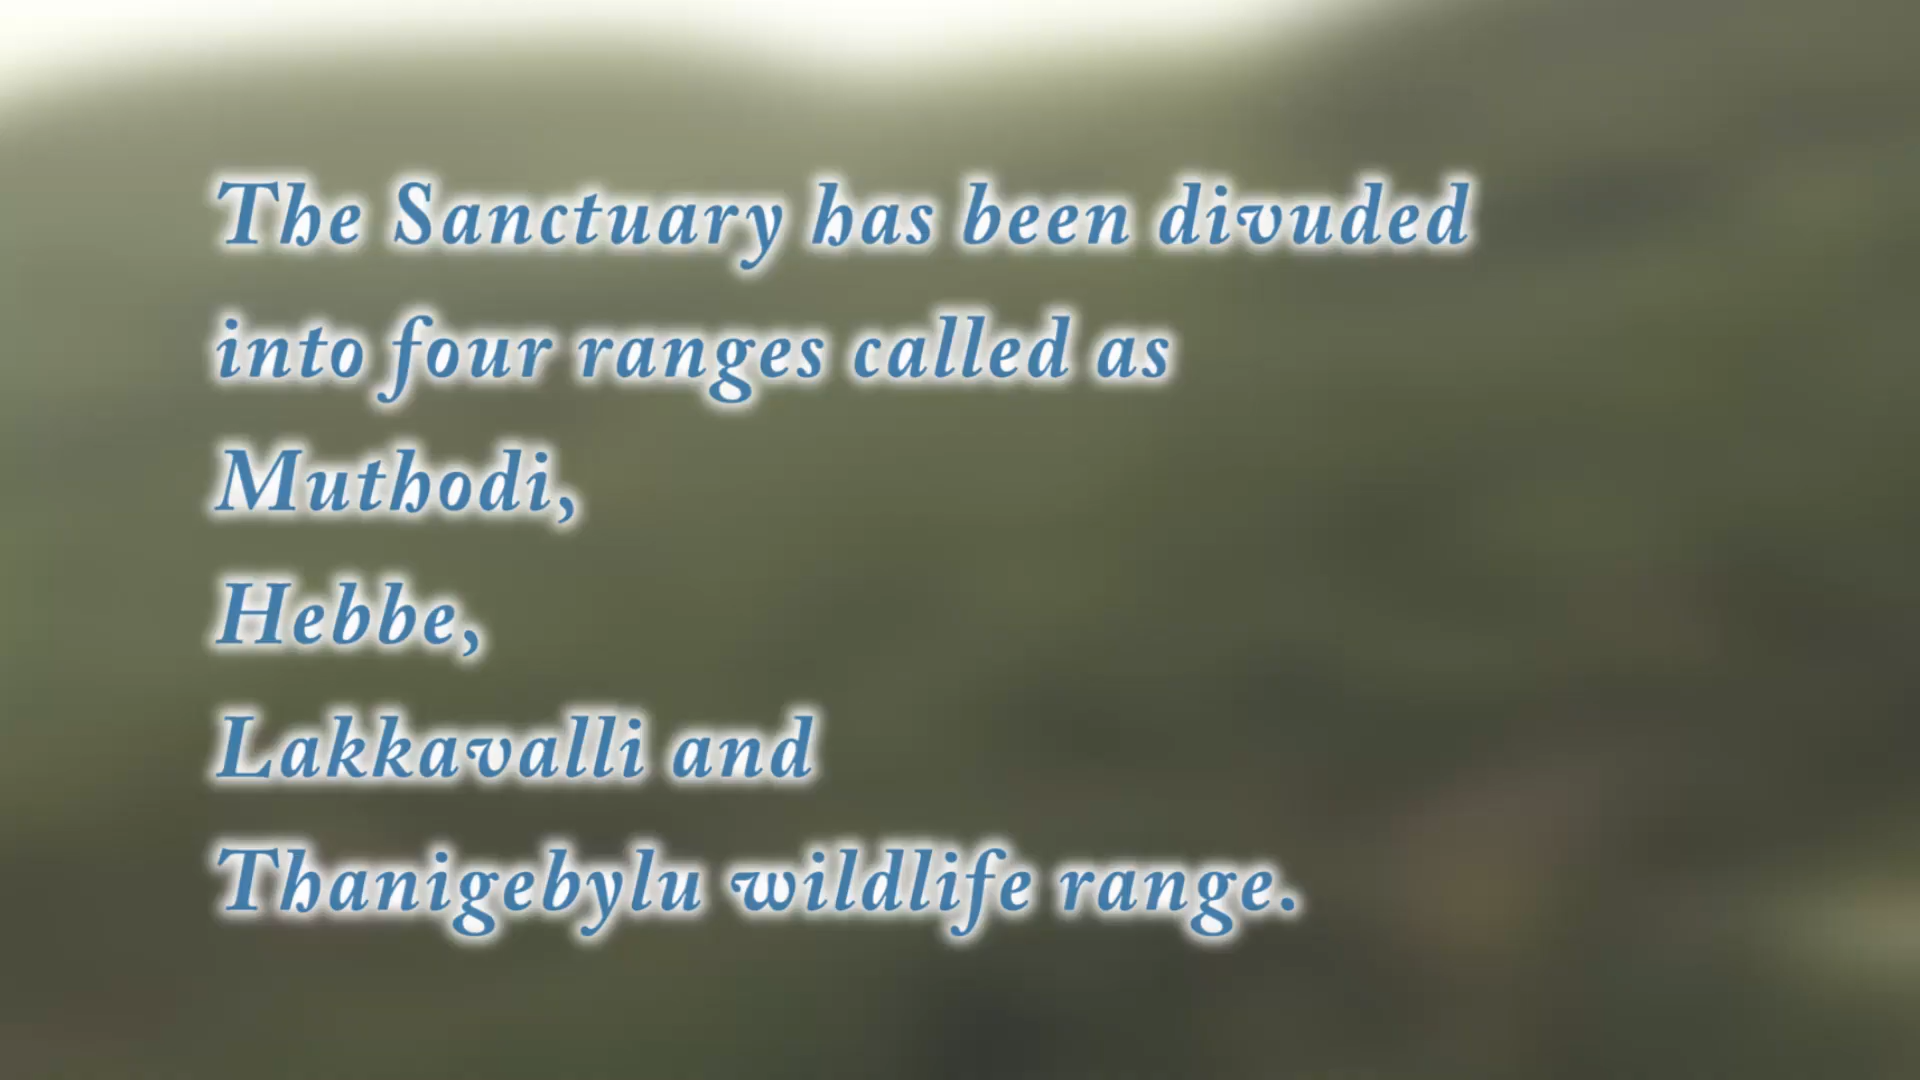 The Sanctuary has been divuded
into four ranges called as
Muthodi,
Hebbe,
Lakkavalli and
Thanigebylu wildlife range.